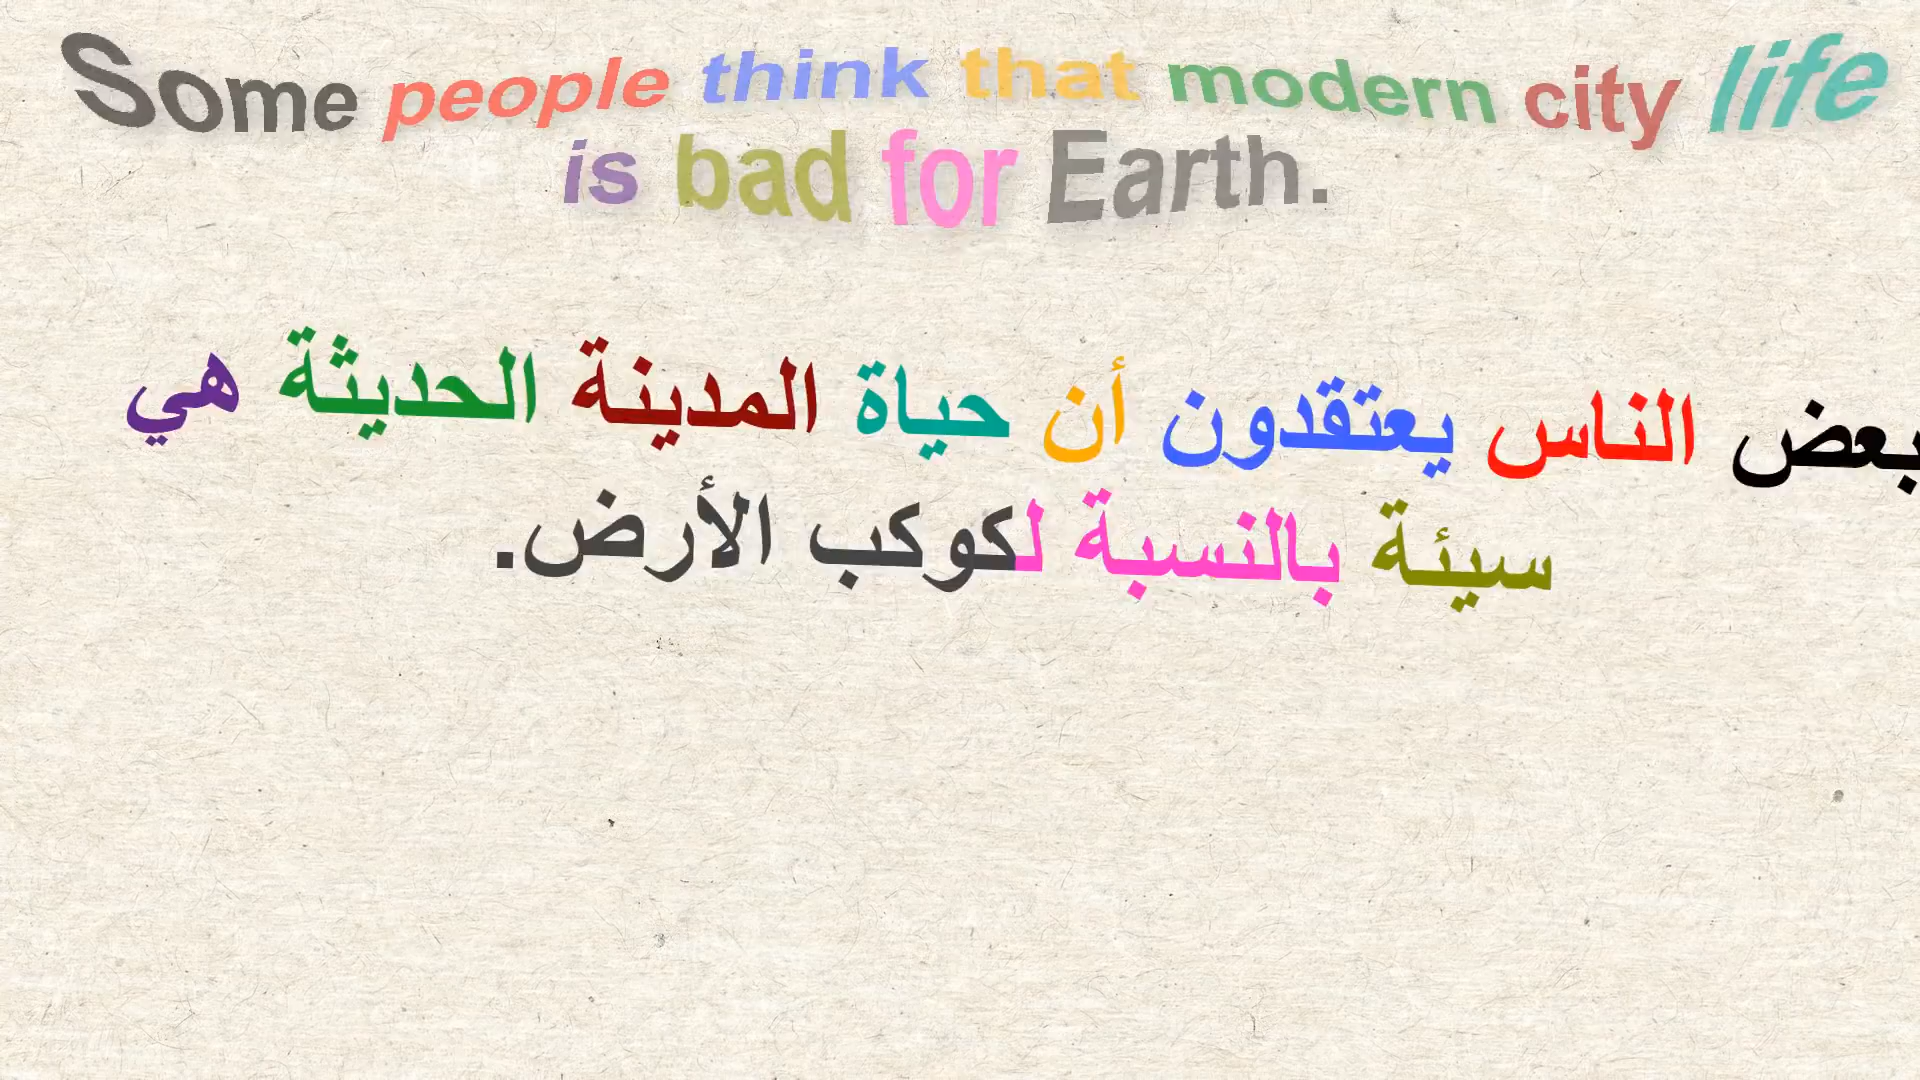 Some people think that modern city life
is bad for Earth.
بعض الناس يعتقدون أن حياة المدينة الحديثة هي
سيئة بالنسبة لكوكب الأرض.